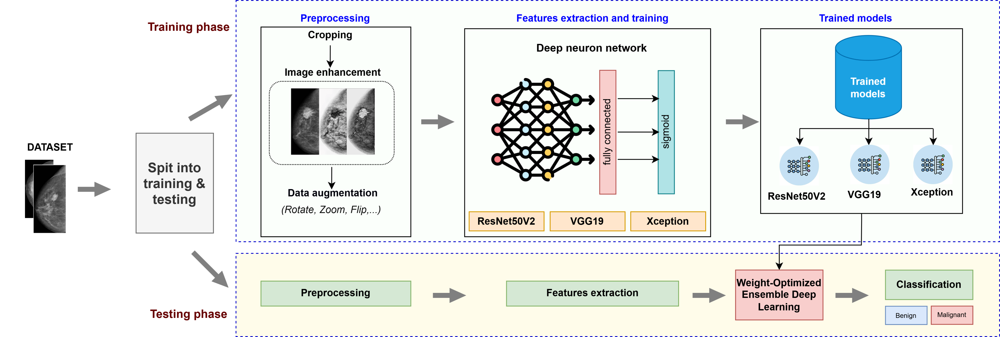 Training phase
Preprocessing
Cropping
Image enhancement
Data augmentation
(Rotate, Zoom, Flip,...)
Features extraction and training
Deep neuron network
fully connected
sigmoid
ResNet50V2
VGG19
Xception
Trained models
Trained
models
ResNet50V2
VGG19
Xception
DATASET
Spit into
training &
testing
Testing phase
Preprocessing
Features extraction
Weight-Optimized
Ensemble Deep
Learning
Classification
Benign
Malignant